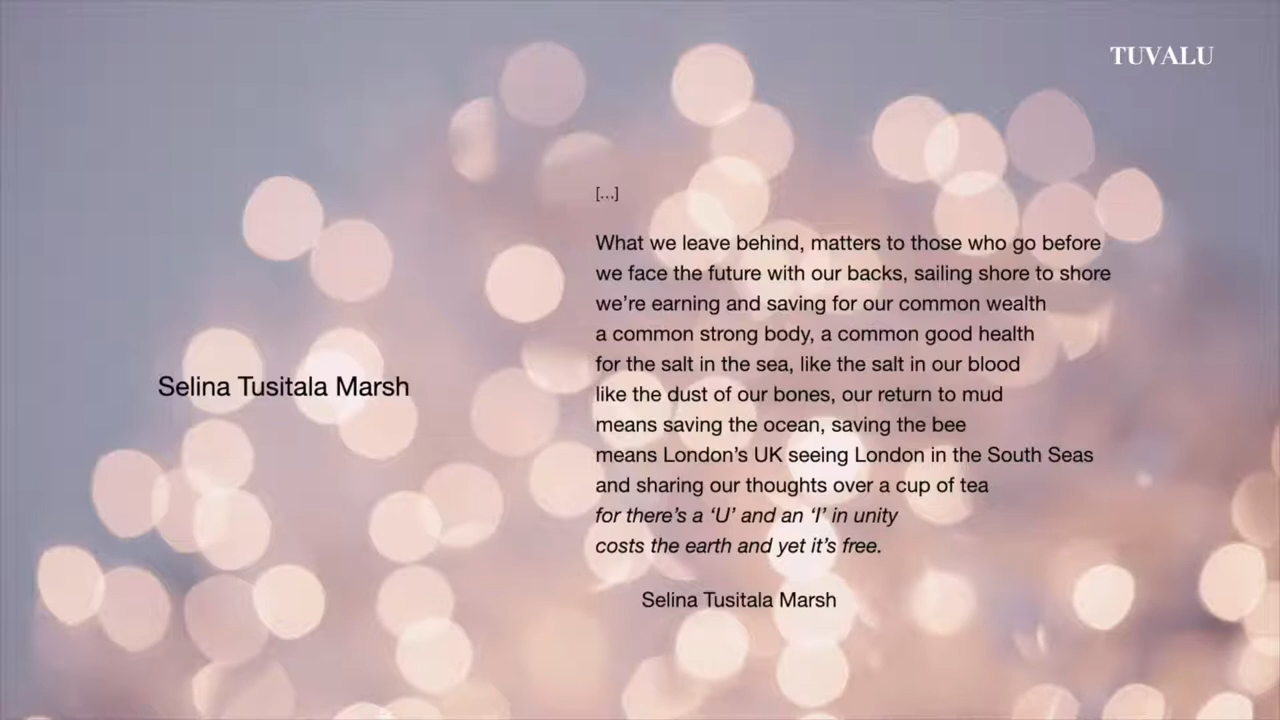 TUVALU
Selina Tusitala Marsh
[...]
What we leave behind, matters to those who go before
we face the future with our backs, sailing shore to shore
we’re earning and saving for our common wealth
a common strong body, a common good health
for the salt in the sea, like the salt in our blood
like the dust of our bones, our return to mud
means saving the ocean, saving the bee
means London’s UK seeing London in the South Seas
and sharing our thoughts over a cup of tea
for there’s a ‘U’ and an ‘I’ in unity
costs the earth and yet it’s free.
Selina Tusitala Marsh